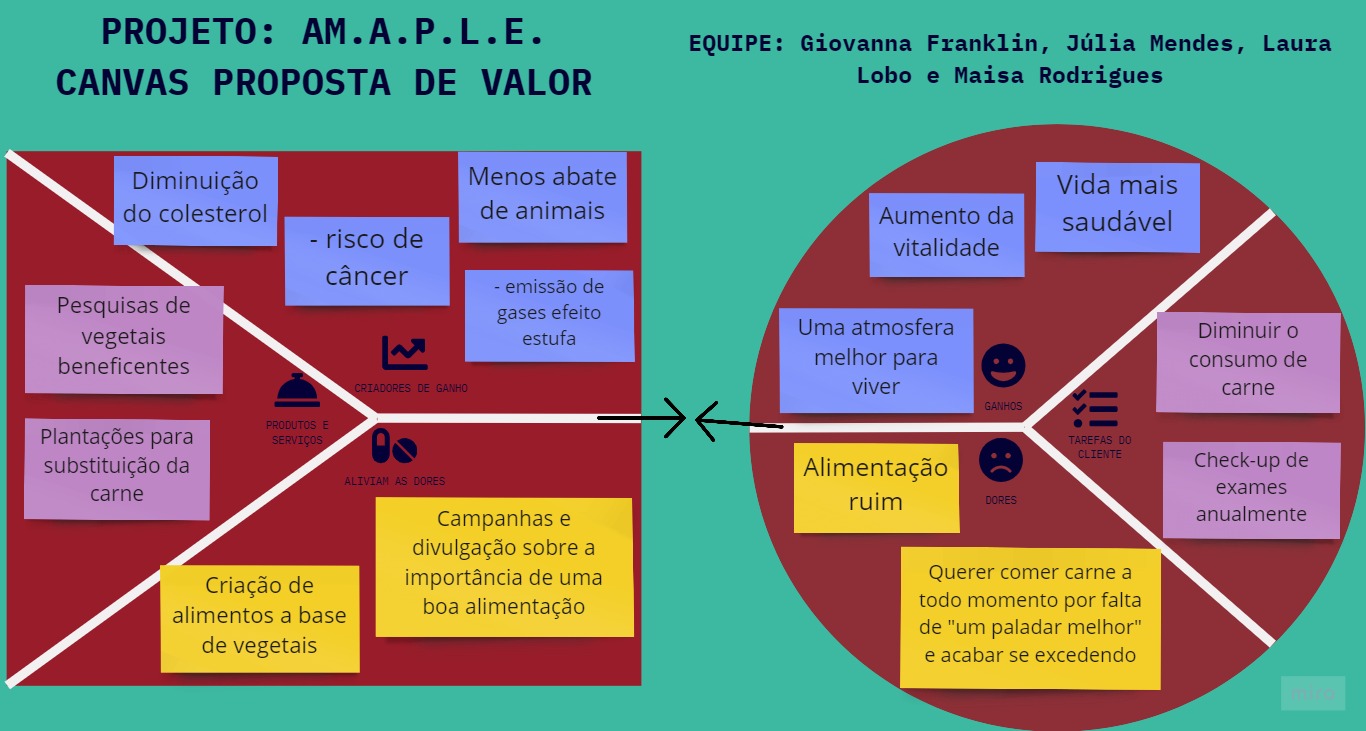 PROJETO: AM.A.P.L.E.
CANVAS PROPOSTA DE VALOR
EQUIPE: Giovanna Franklin, Júlia Mendes, Laura
Lobo e Maisa Rodrigues
Diminuição
do colesterol
- risco de
câncer
Menos abate
de animais
- emissão de
gases efeito
estufa
CRIADORES DE GANHO
Pesquisas de
vegetais
beneficentes
Plantações para
substituição da
carne
PRODUTOS E
SERVIÇOS
ALIVIAM AS DORES
Criação de
alimentos a base
de vegetais
Campanhas e
divulgação sobre a
importância de uma
boa alimentação
Aumento da
vitalidade
Vida mais
saudável
Uma atmosfera
melhor para
viver
GANHOS
Diminuir o
consumo de
carne
TAREFAS DO
CLIENTE
Check-up de
exames
anualmente
Alimentação
ruim
DORES
Querer comer carne a
todo momento por falta
de "um paladar melhor"
e acabar se excedendo
miro